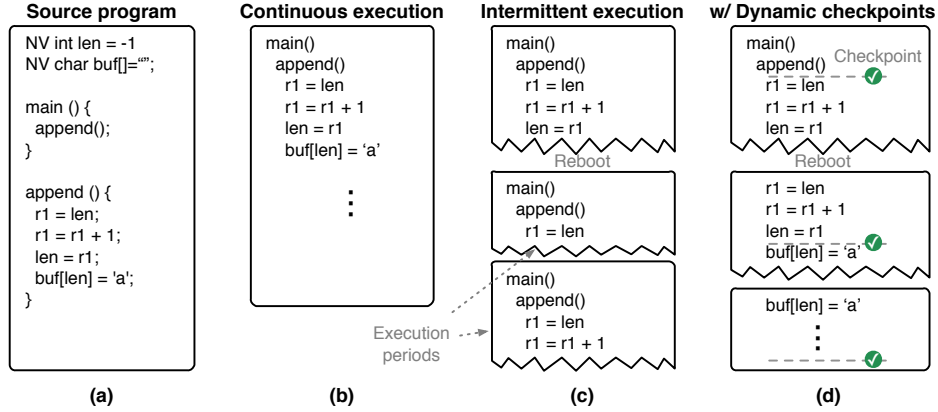 Source program
NV int len = -1
NV char buf[]=“”;
main () {
append();
}
append () {
r1 = len;
r1 = r1 + 1;
len = r1;
buf[len] = 'a';
}
(a)
Continuous execution
main()
append()
r1 = len
r1 = r1 + 1
len = r1
buf[len] = ‘a’
(b)
Intermittent execution
main()
append()
r1 = len
r1 = r1 + 1
len = r1
Reboot
main()
append()
r1 = len
main()
append()
r1 = len
r1 = r1 + 1
Execution
periods
(c)
w/ Dynamic checkpoints
main()
append()
Checkpoint
r1 = len
r1 = r1 + 1
len = r1
Reboot
r1 = len
r1 = r1 + 1
len = r1
buf[len] = ‘a’
buf[len] = ‘a’
(d)